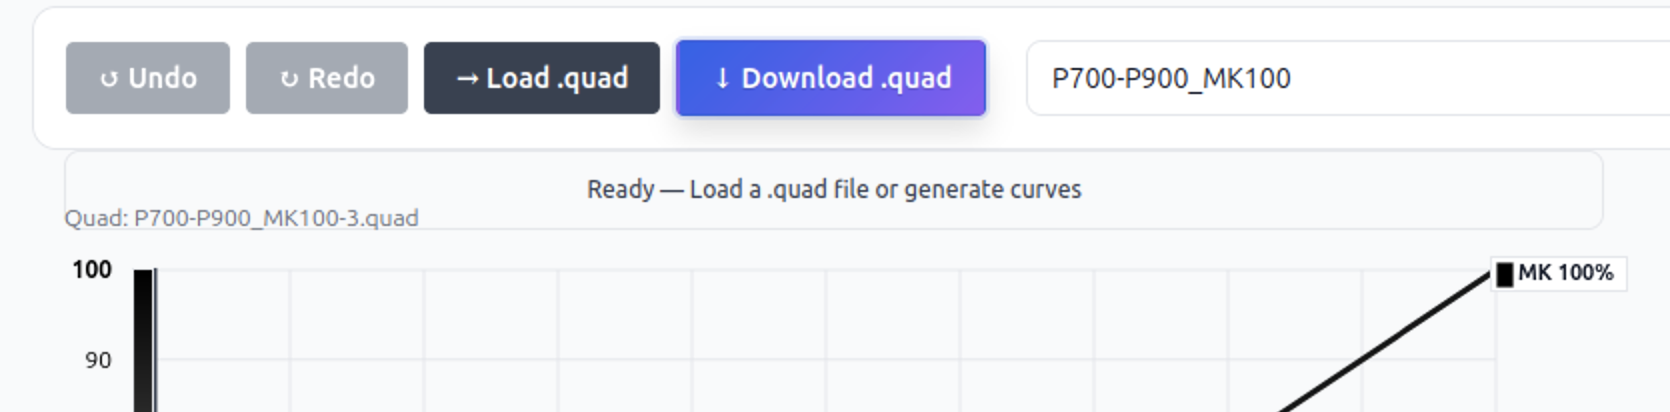 ↺ Undo
↻ Redo
→ Load .quad
↓ Download .quad
P700-P900_MK100
Ready — Load a .quad file or generate curves
Quad: P700-P900_MK100-3.quad
100
MK 100%
90